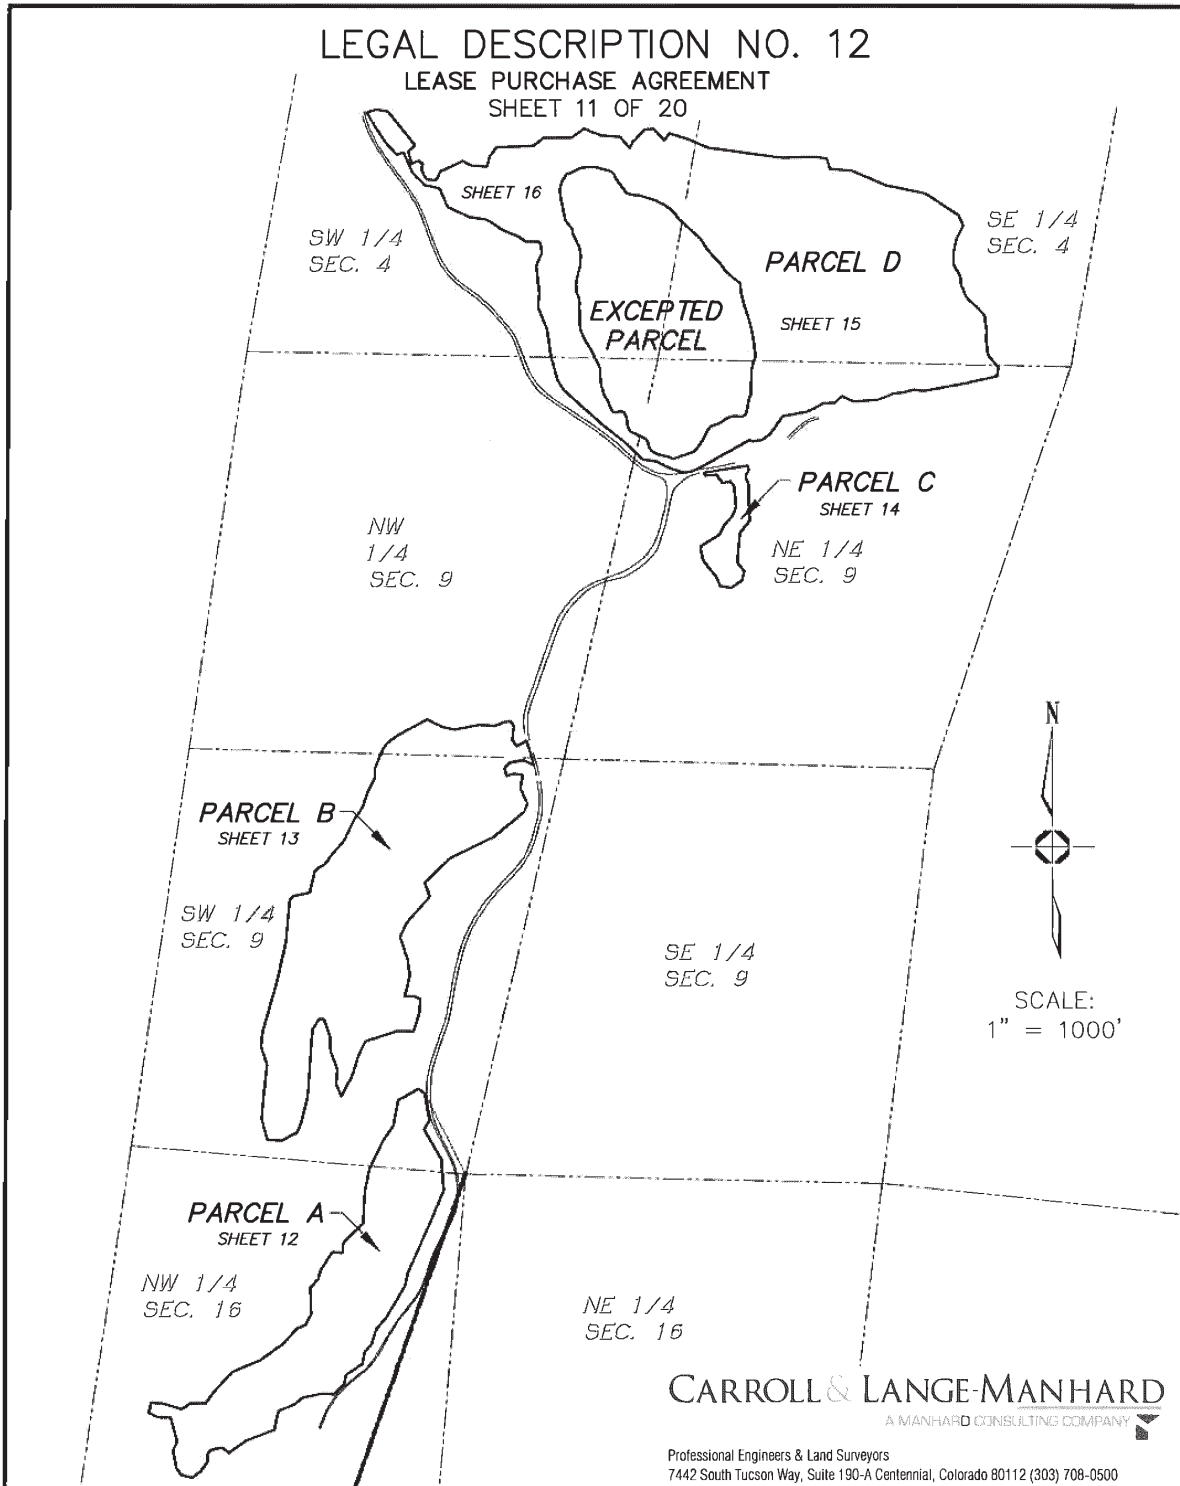 LEGAL DESCRIPTION NO. 12
LEASE PURCHASE AGREEMENT
SHEET 11 OF 20
SHEET 16
SW 1/4
SEC. 4
SE 1/4
SEC. 4
PARCEL D
EXCEPTED
PARCEL
SHEET 15
PARCEL C
SHEET 14
NW
1/4
SEC. 9
NE 1/4
SEC. 9
N
PARCEL B
SHEET 13
SW 1/4
SEC. 9
SE 1/4
SEC. 9
SCALE:
1" = 1000'
PARCEL A
SHEET 12
NW 1/4
SEC. 16
NE 1/4
SEC. 16
CARROLL & LANGE-MANHARD
A MANHARD CONSULTING COMPANY
Professional Engineers & Land Surveyors
7442 South Tucson Way, Suite 190-A Centennial, Colorado 80112 (303) 708-0500